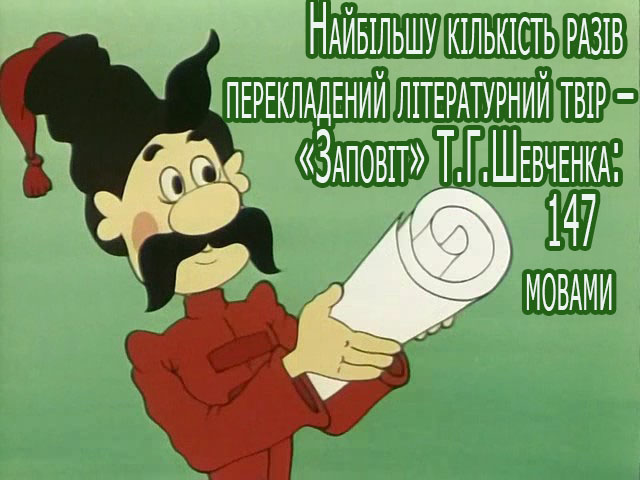 Найбільшу кількість разів
перекладений літературний твір –
«Заповіт» Т.Г.Шевченка:
147
мовами